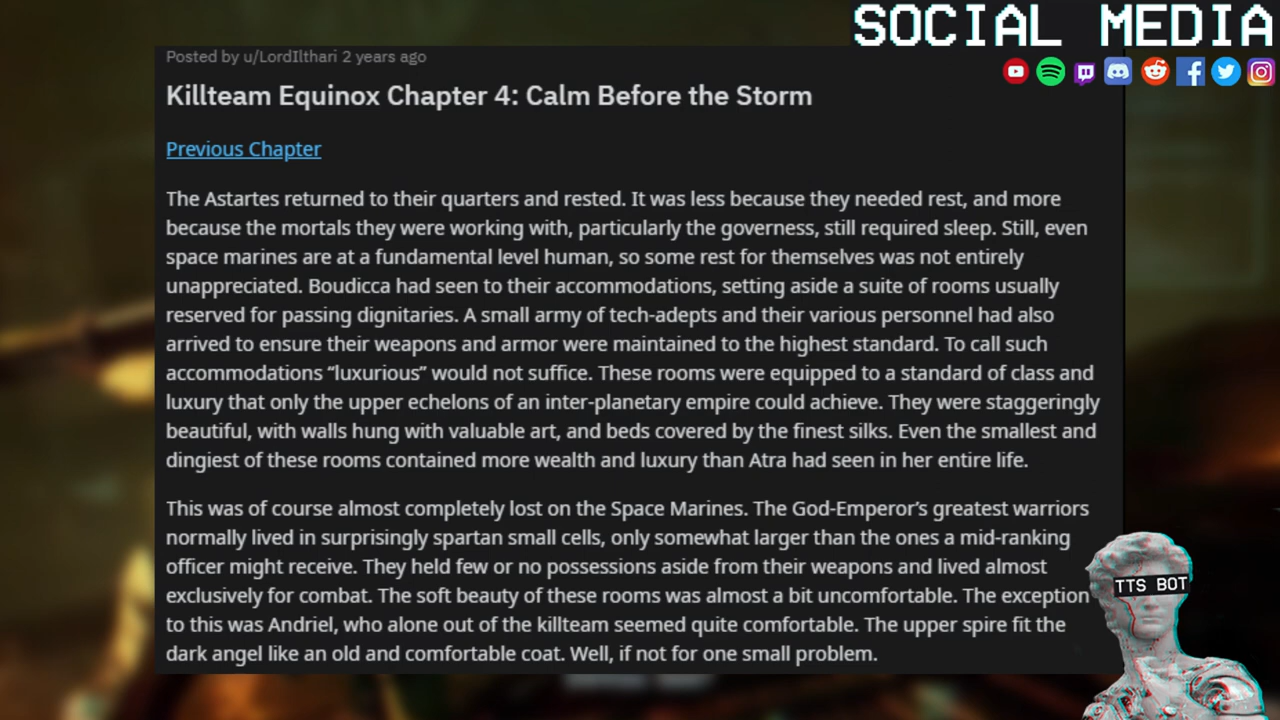 SOCIAL MEDIA
Posted by u/LordIlthari 2 years ago
Killteam Equinox Chapter 4: Calm Before the Storm
Previous Chapter
The Astartes returned to their quarters and rested. It was less because they needed rest, and more
because the mortals they were working with, particularly the governess, still required sleep. Still, even
space marines are at a fundamental level human, so some rest for themselves was not entirely
unappreciated. Boudicca had seen to their accommodations, setting aside a suite of rooms usually
reserved for passing dignitaries. A small army of tech-adepts and their various personnel had also
arrived to ensure their weapons and armor were maintained to the highest standard. To call such
accommodations “luxurious” would not suffice. These rooms were equipped to a standard of class and
luxury that only the upper echelons of an inter-planetary empire could achieve. They were staggeringly
beautiful, with walls hung with valuable art, and beds covered by the finest silks. Even the smallest and
dingiest of these rooms contained more wealth and luxury than Atra had seen in her entire life.
This was of course almost completely lost on the Space Marines. The God-Emperor’s greatest warriors
normally lived in surprisingly spartan small cells, only somewhat larger than the ones a mid-ranking
officer might receive. They held few or no possessions aside from their weapons and lived almost
exclusively for combat. The soft beauty of these rooms was almost a bit uncomfortable. The exception
to this was Andriel, who alone out of the killteam seemed quite comfortable. The upper spire fit the
dark angel like an old and comfortable coat. Well, if not for one small problem.
TTS BOT